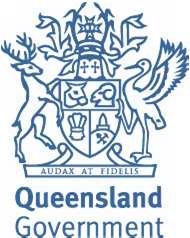 AUDAX AT FIDELIS
Queensland
Government